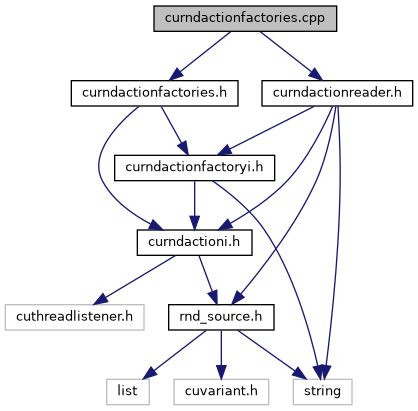 curndactionfactories.cpp
curndactionfactories.h
curndactionreader.h
curndactionfactoryi.h
curndactioni.h
cuthreadlistener.h
rnd_source.h
list
cuvariant.h
string